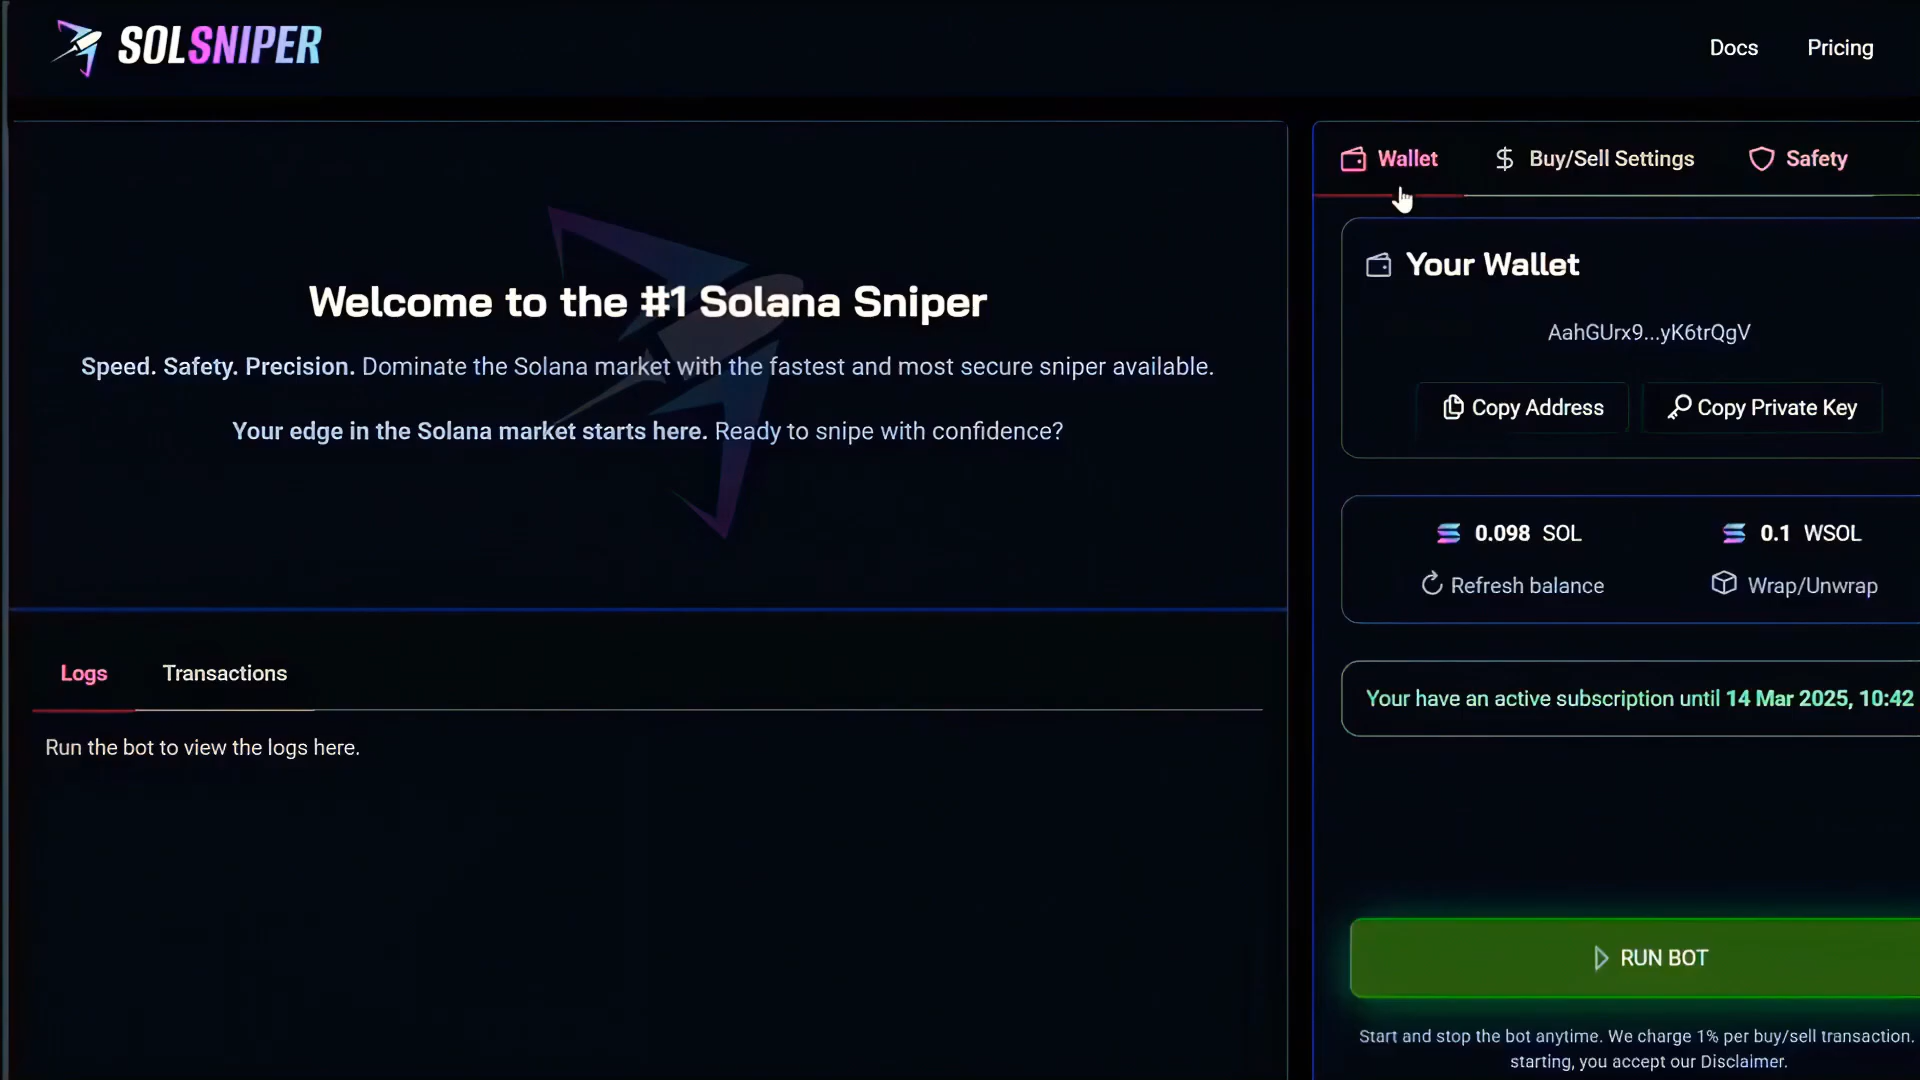 SOLSNIPER
Docs
Pricing
Welcome to the #1 Solana Sniper
Speed. Safety. Precision. Dominate the Solana market with the fastest and most secure sniper available.
Your edge in the Solana market starts here. Ready to snipe with confidence?
Logs
Transactions
Run the bot to view the logs here.
Wallet
Buy/Sell Settings
Safety
Your Wallet
AahGUrx9...yK6trQgV
Copy Address
Copy Private Key
0.098 SOL
0.1 WSOL
Refresh balance
Wrap/Unwrap
Your have an active subscription until 14 Mar 2025, 10:42
RUN BOT
Start and stop the bot anytime. We charge 1% per buy/sell transaction.
starting, you accept our Disclaimer.